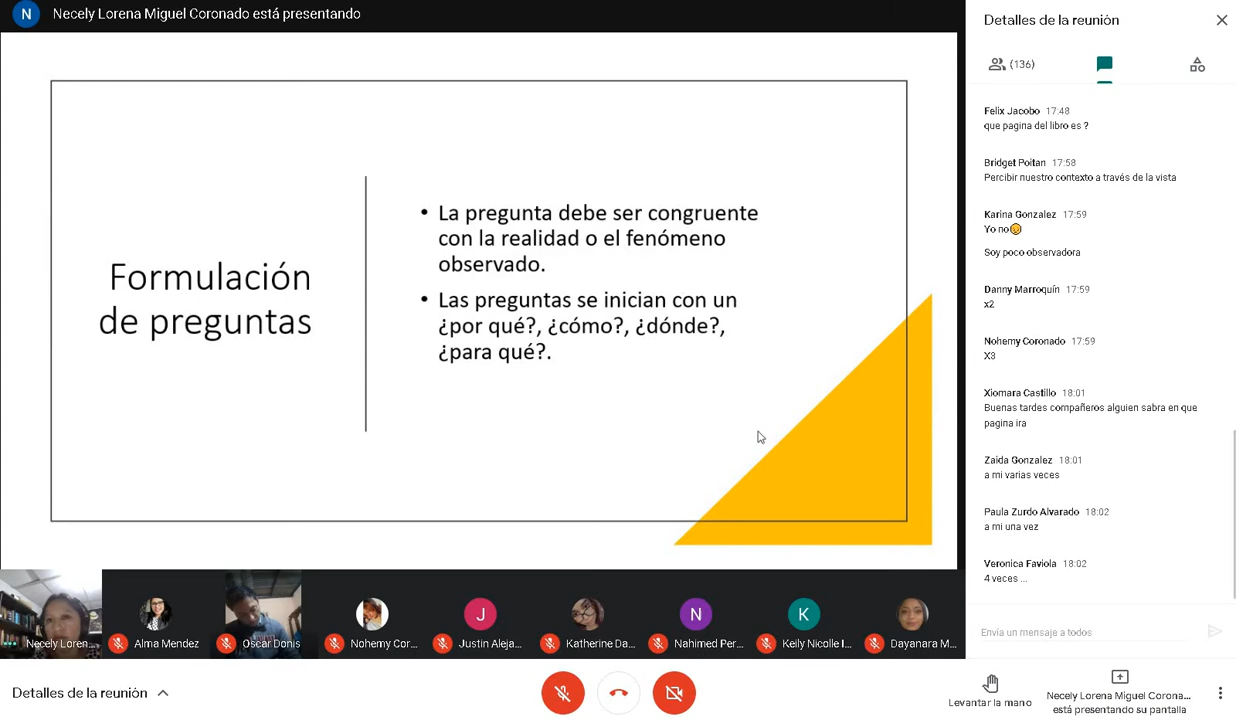 N Necely Lorena Miguel Coronado está presentando
Formulación
de preguntas
• La pregunta debe ser congruente
con la realidad o el fenómeno
observado.
• Las preguntas se inician con un
¿por qué?, ¿cómo?, ¿dónde?,
¿para qué?.
Necely Loren...
Alma Mendez
Oscar Donis
Nohemy Cor...
J
Justin Aleja...
Katherine Da...
N
Nahimed Per...
K
Keily Nicolle I...
Dayanara M...
Detalles de la reunión
Detalles de la reunión
(136)
Felix Jacobo 17:48
que pagina del libro es ?
Bridget Poitan 17:58
Percibir nuestro contexto a través de la vista
Karina Gonzalez 17:59
Yo no😔
Soy poco observadora
Danny Marroquín 17:59
x2
Nohemy Coronado 17:59
X3
Xiomara Castillo 18:01
Buenas tardes compañeros alguien sabra en que
pagina ira
Zaida Gonzalez 18:01
a mi varias veces
Paula Zurdo Alvarado 18:02
a mi una vez
Veronica Faviola 18:02
4 veces ...
Envía un mensaje a todos
Levantar la mano
Necely Lorena Miguel Corona...
está presentando su pantalla